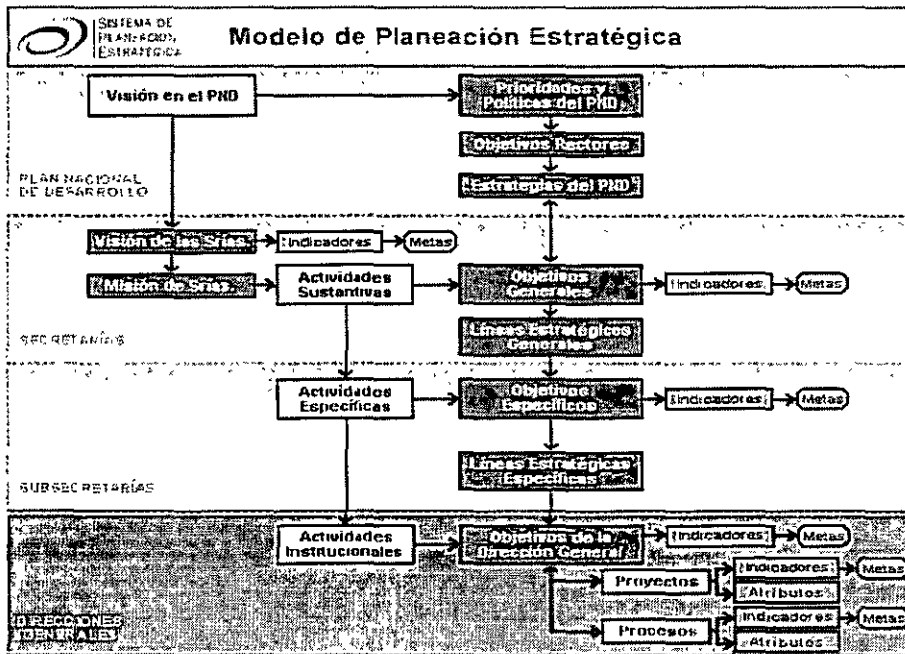 SISTEMA DE
PLANEACIÓN
ESTRATÉGICA
Modelo de Planeación Estratégica
Visión en el PND
Prioridades y
Políticas del PND
Objetivos Rectores
Estrategias del PND
PLAN NACIONAL
DE DESARROLLO
Visión de las Srías.
Indicadores
Metas
Misión de Srías.
Actividades
Sustantivas
Objetivos
Generales
Indicadores
Metas
Líneas Estratégicos
Generales
SECRETARÍAS
Actividades
Específicas
Objetivos
Específicos
Indicadores
Metas
Líneas Estratégicas
Específicas
SUBSECRETARÍAS
Actividades
Institucionales
Objetivos de la
Dirección General
Indicadores
Metas
Proyectos
Indicadores
Metas
Atributos
Procesos
Indicadores
Metas
Atributos
DIRECCIONES
GENERALES